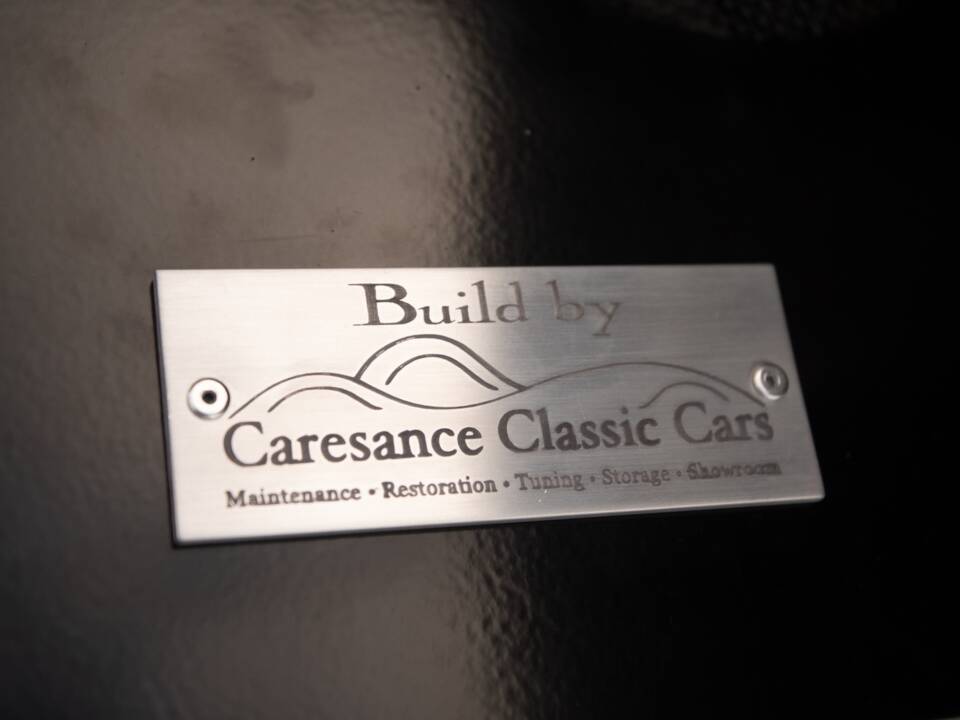 Build by
Caresance Classic Cars
Maintenance • Restoration • Tuning • Storage • Showroom